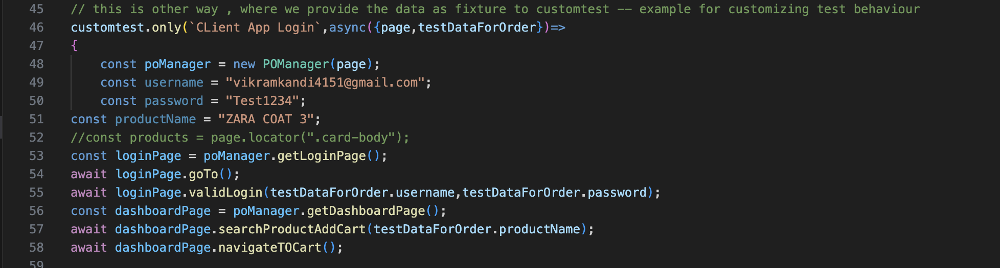 45 // this is other way , where we provide the data as fixture to customtest -- example for customizing test behaviour
46 customtest.only(`CLient App Login`,async({page,testDataForOrder})=>
47 {
48     const poManager = new POManager(page);
49     const username = "vikramkandi4151@gmail.com";
50     const password = "Test1234";
51 const productName = "ZARA COAT 3";
52 //const products = page.locator(".card-body");
53 const loginPage = poManager.getLoginPage();
54 await loginPage.goTo();
55 await loginPage.validLogin(testDataForOrder.username,testDataForOrder.password);
56 const dashboardPage = poManager.getDashboardPage();
57 await dashboardPage.searchProductAddCart(testDataForOrder.productName);
58 await dashboardPage.navigateTOCart();
59